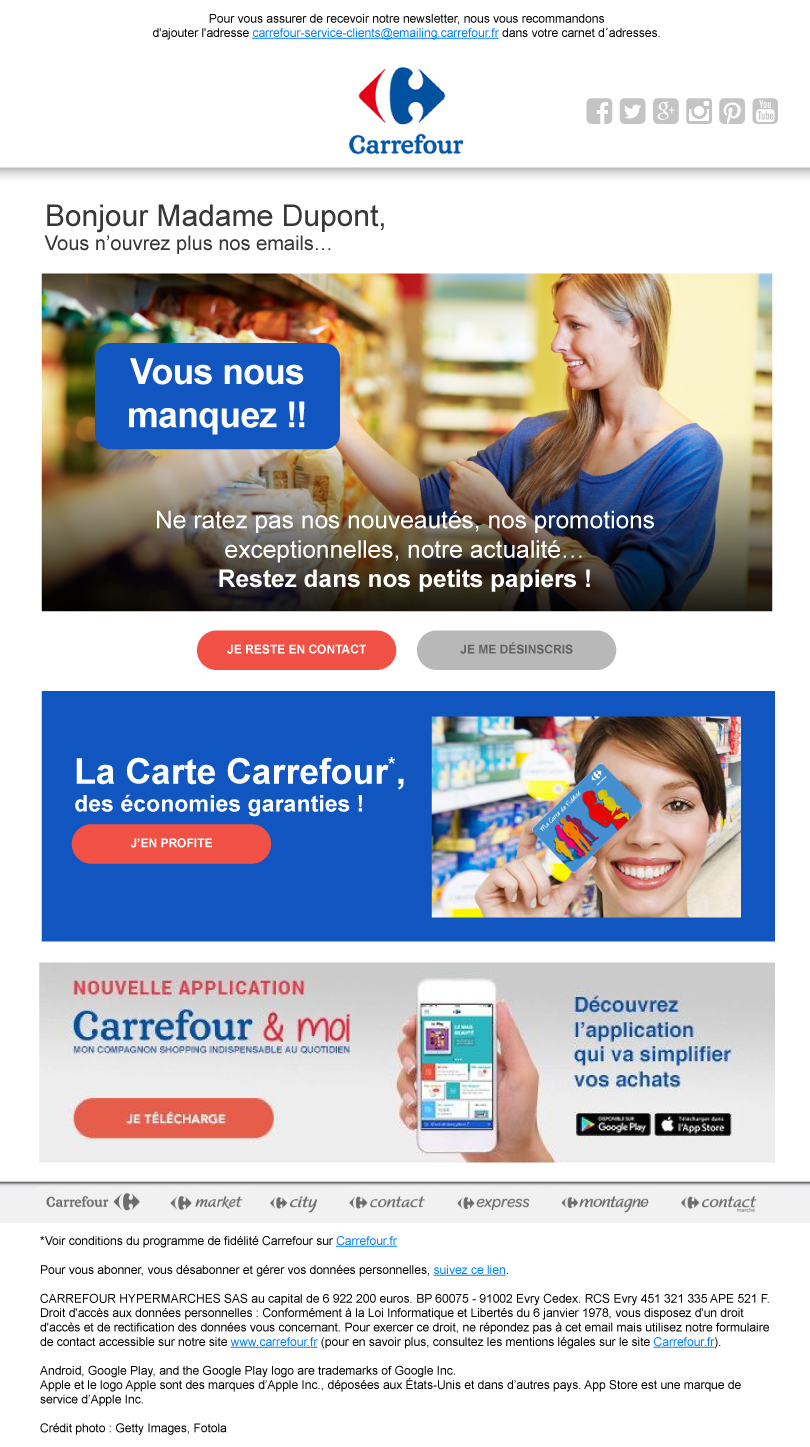 Pour vous assurer de recevoir notre newsletter, nous vous recommandons
d'ajouter l'adresse carrefour-service-clients@emailing.carrefour.fr dans votre carnet d´adresses.
Carrefour
You
Tube
Bonjour Madame Dupont,
Vous n'ouvrez plus nos emails…
Vous nous
manquez !!
Ne ratez pas nos nouveautés, nos promotions
exceptionnelles, notre actualité…
Restez dans nos petits papiers !
JE RESTE EN CONTACT
JE ME DÉSINSCRIS
La Carte Carrefour*,
des économies garanties !
J'EN PROFITE
Ma Carte de Fidélité
NOUVELLE APPLICATION
Carrefour & moi
MON COMPAGNON SHOPPING INDISPENSABLE AU QUOTIDIEN
JE TÉLÉCHARGE
Découvrez
l'application
qui va simplifier
vos achats
DISPONIBLE SUR
Google Play
Télécharger dans
l'App Store
Carrefour
market
city
contact
express
montagne
contact
marché
*Voir conditions du programme de fidélité Carrefour sur Carrefour.fr
Pour vous abonner, vous désabonner et gérer vos données personnelles, suivez ce lien.
CARREFOUR HYPERMARCHES SAS au capital de 6 922 200 euros. BP 60075 - 91002 Evry Cedex. RCS Evry 451 321 335 APE 521 F.
Droit d'accès aux données personnelles : Conformément à la Loi Informatique et Libertés du 6 janvier 1978, vous disposez d'un droit
d'accès et de rectification des données vous concernant. Pour exercer ce droit, ne répondez pas à cet email mais utilisez notre formulaire
de contact accessible sur notre site www.carrefour.fr (pour en savoir plus, consultez les mentions légales sur le site Carrefour.fr).
Android, Google Play, and the Google Play logo are trademarks of Google Inc.
Apple et le logo Apple sont des marques d'Apple Inc., déposées aux États-Unis et dans d'autres pays. App Store est une marque de
service d'Apple Inc.
Crédit photo : Getty Images, Fotola